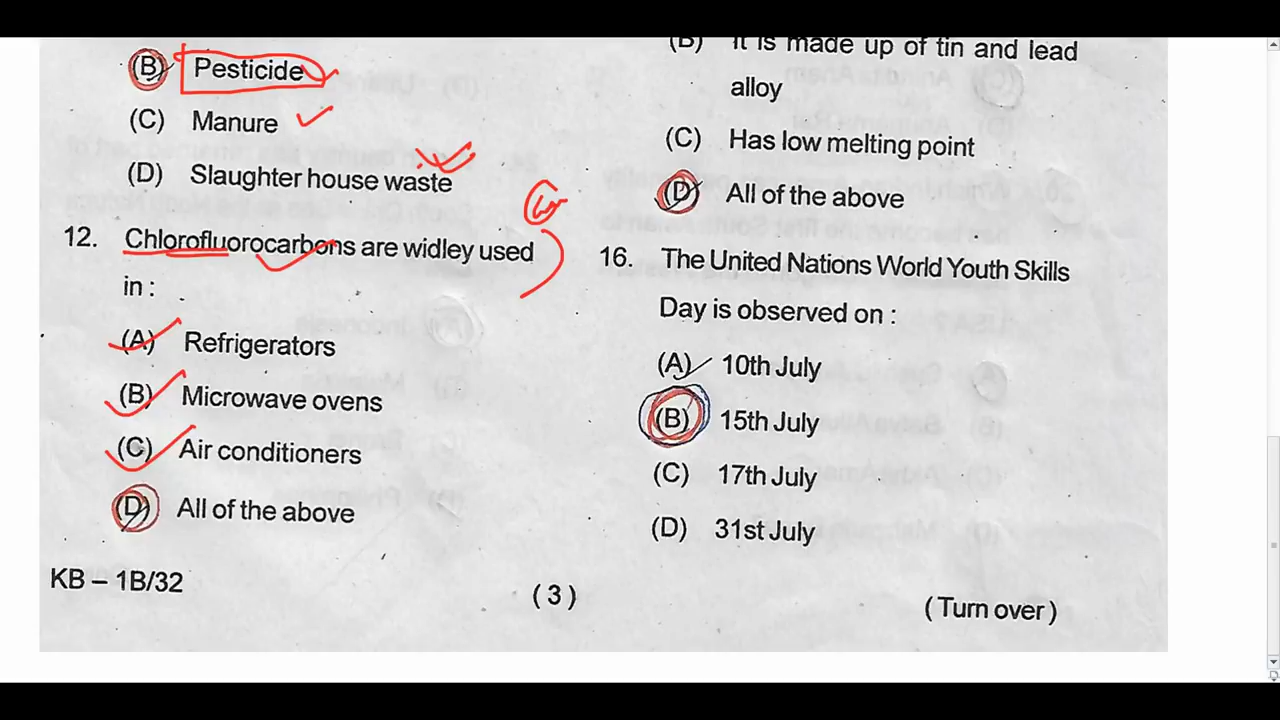 (B) Pesticide
(C) Manure
(D) Slaughter house waste
12. Chlorofluorocarbons are widley used
in :
(A) Refrigerators
(B) Microwave ovens
(C) Air conditioners
(D) All of the above
KB – 1B/32
(B) It is made up of tin and lead
alloy
(C) Has low melting point
(D) All of the above
16. The United Nations World Youth Skills
Day is observed on :
(A) 10th July
(B) 15th July
(C) 17th July
(D) 31st July
( 3 )
( Turn over )